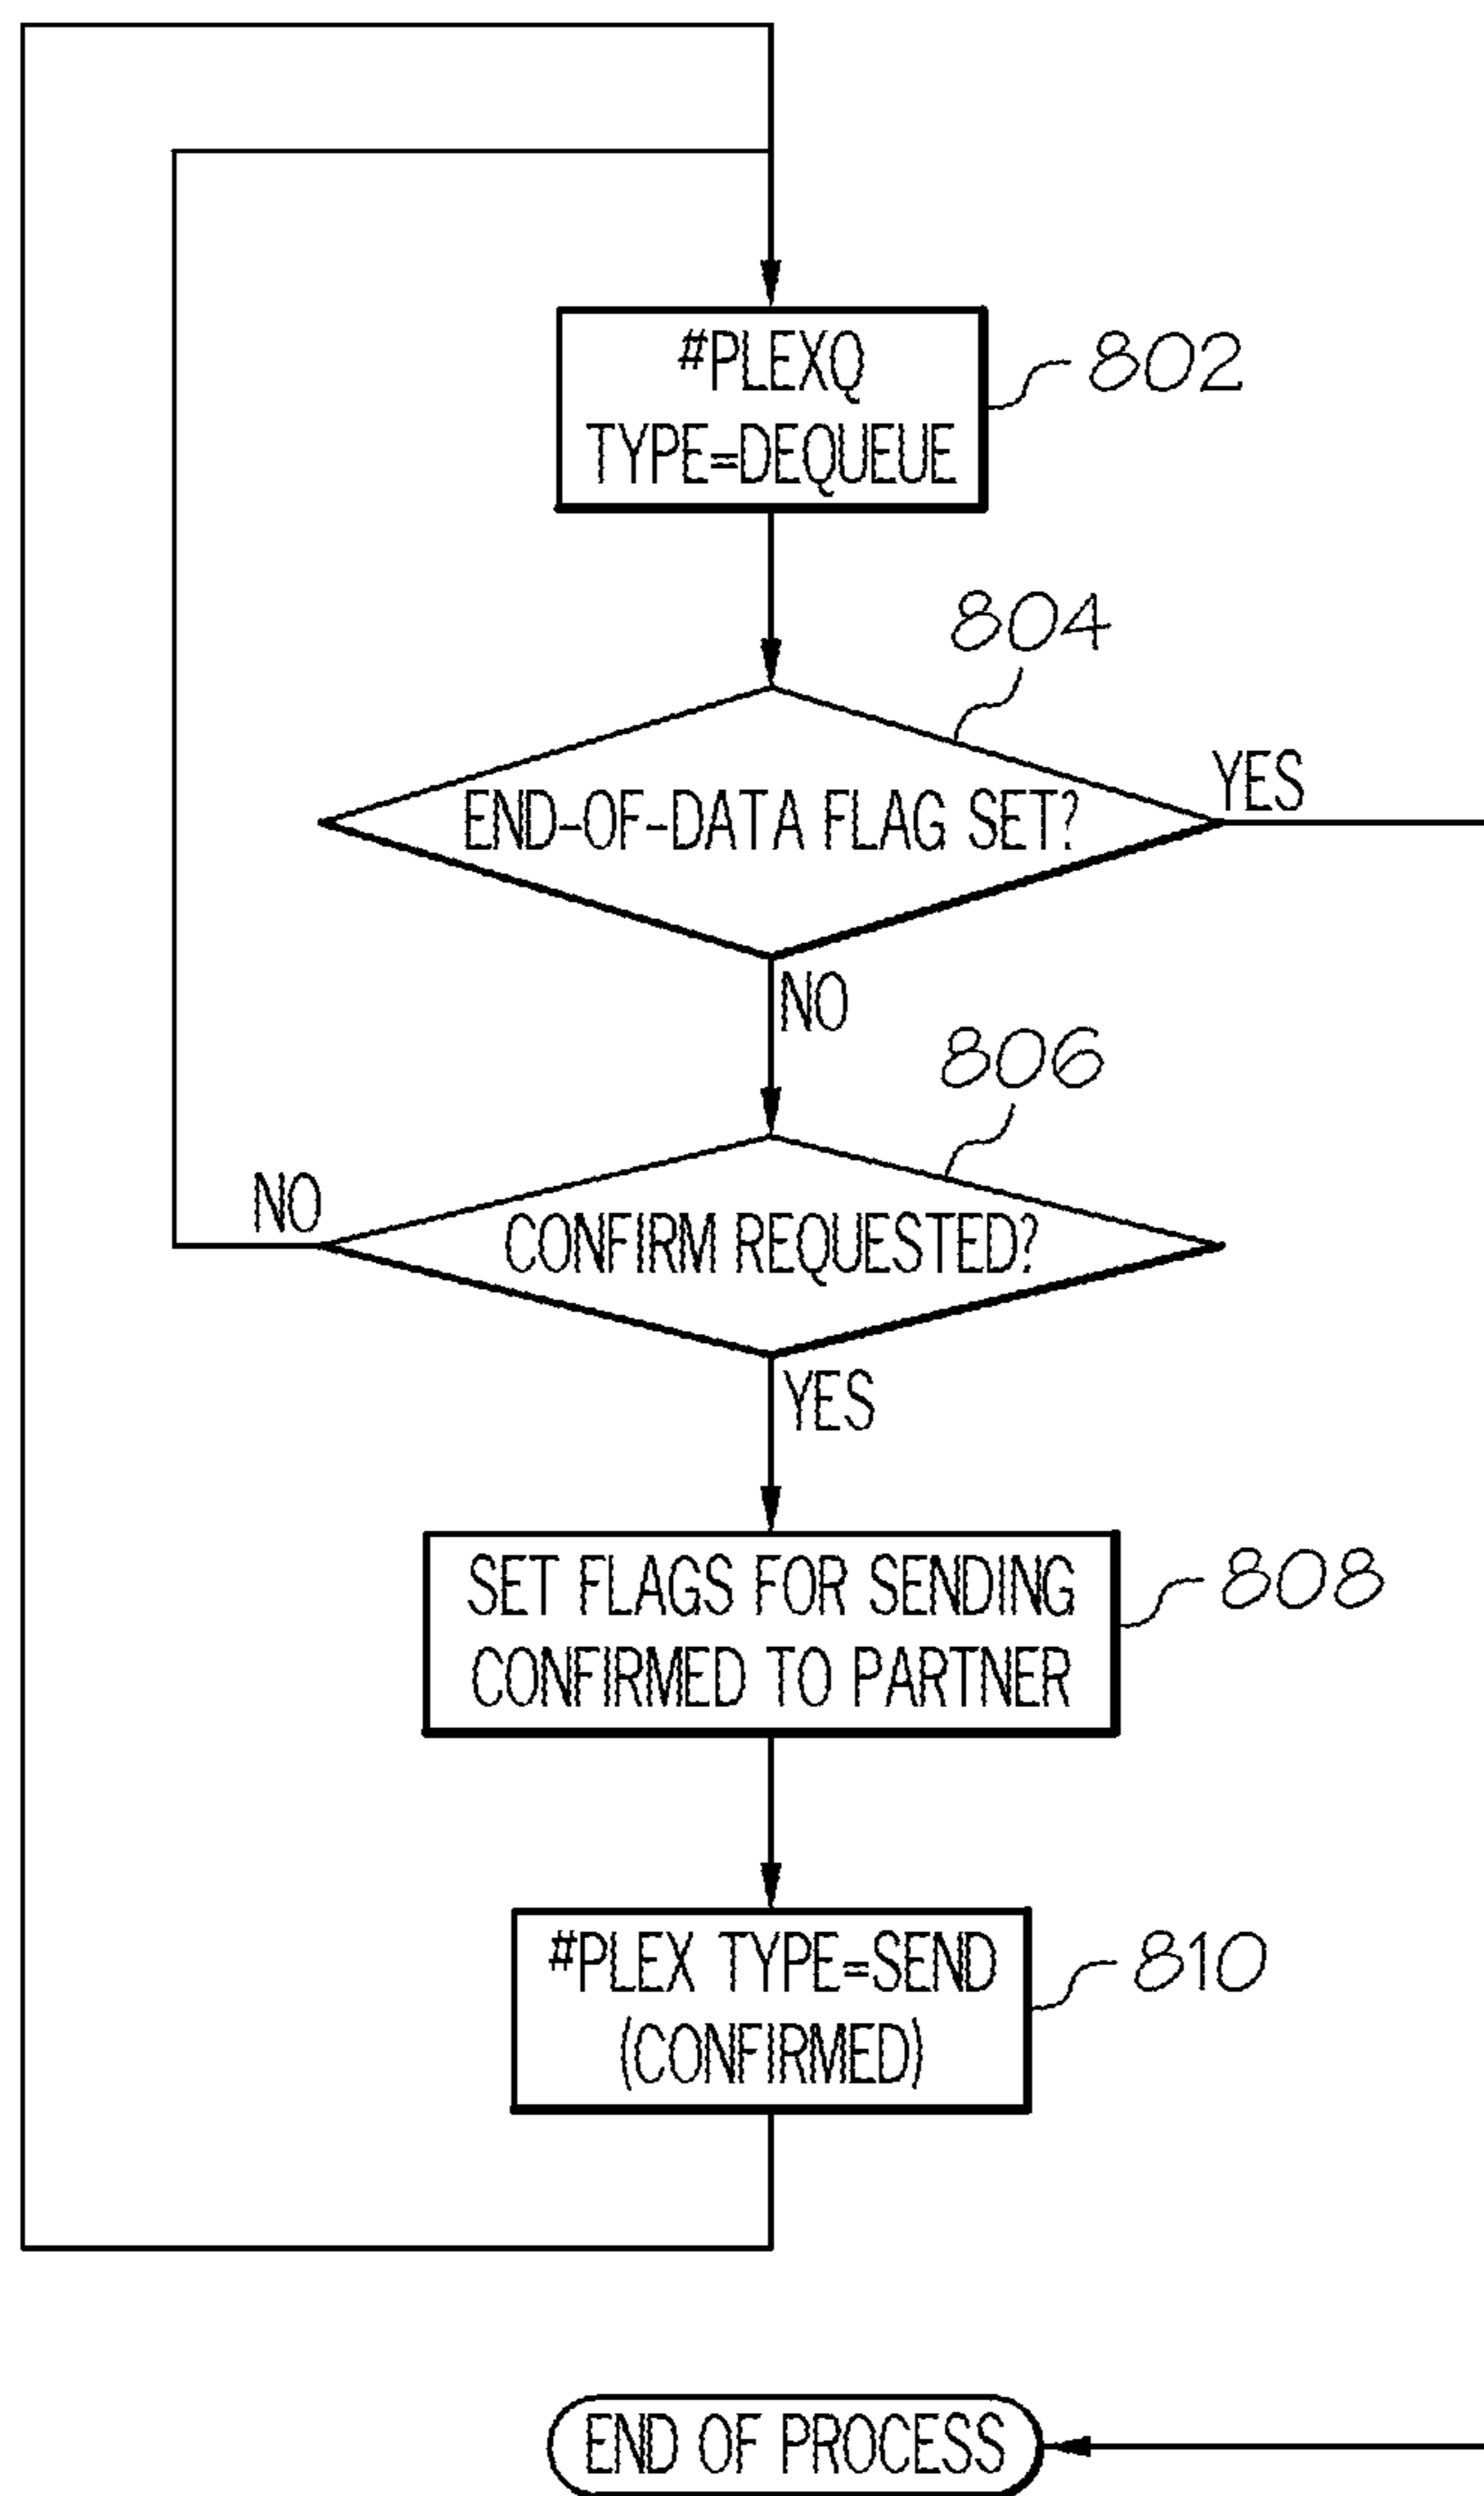 #PLEXQ
TYPE=DEQUEUE
802
804
END-OF-DATA FLAG SET?
YES
NO
806
NO
CONFIRM REQUESTED?
YES
SET FLAGS FOR SENDING
CONFIRMED TO PARTNER
808
#PLEX TYPE=SEND
(CONFIRMED)
810
END OF PROCESS